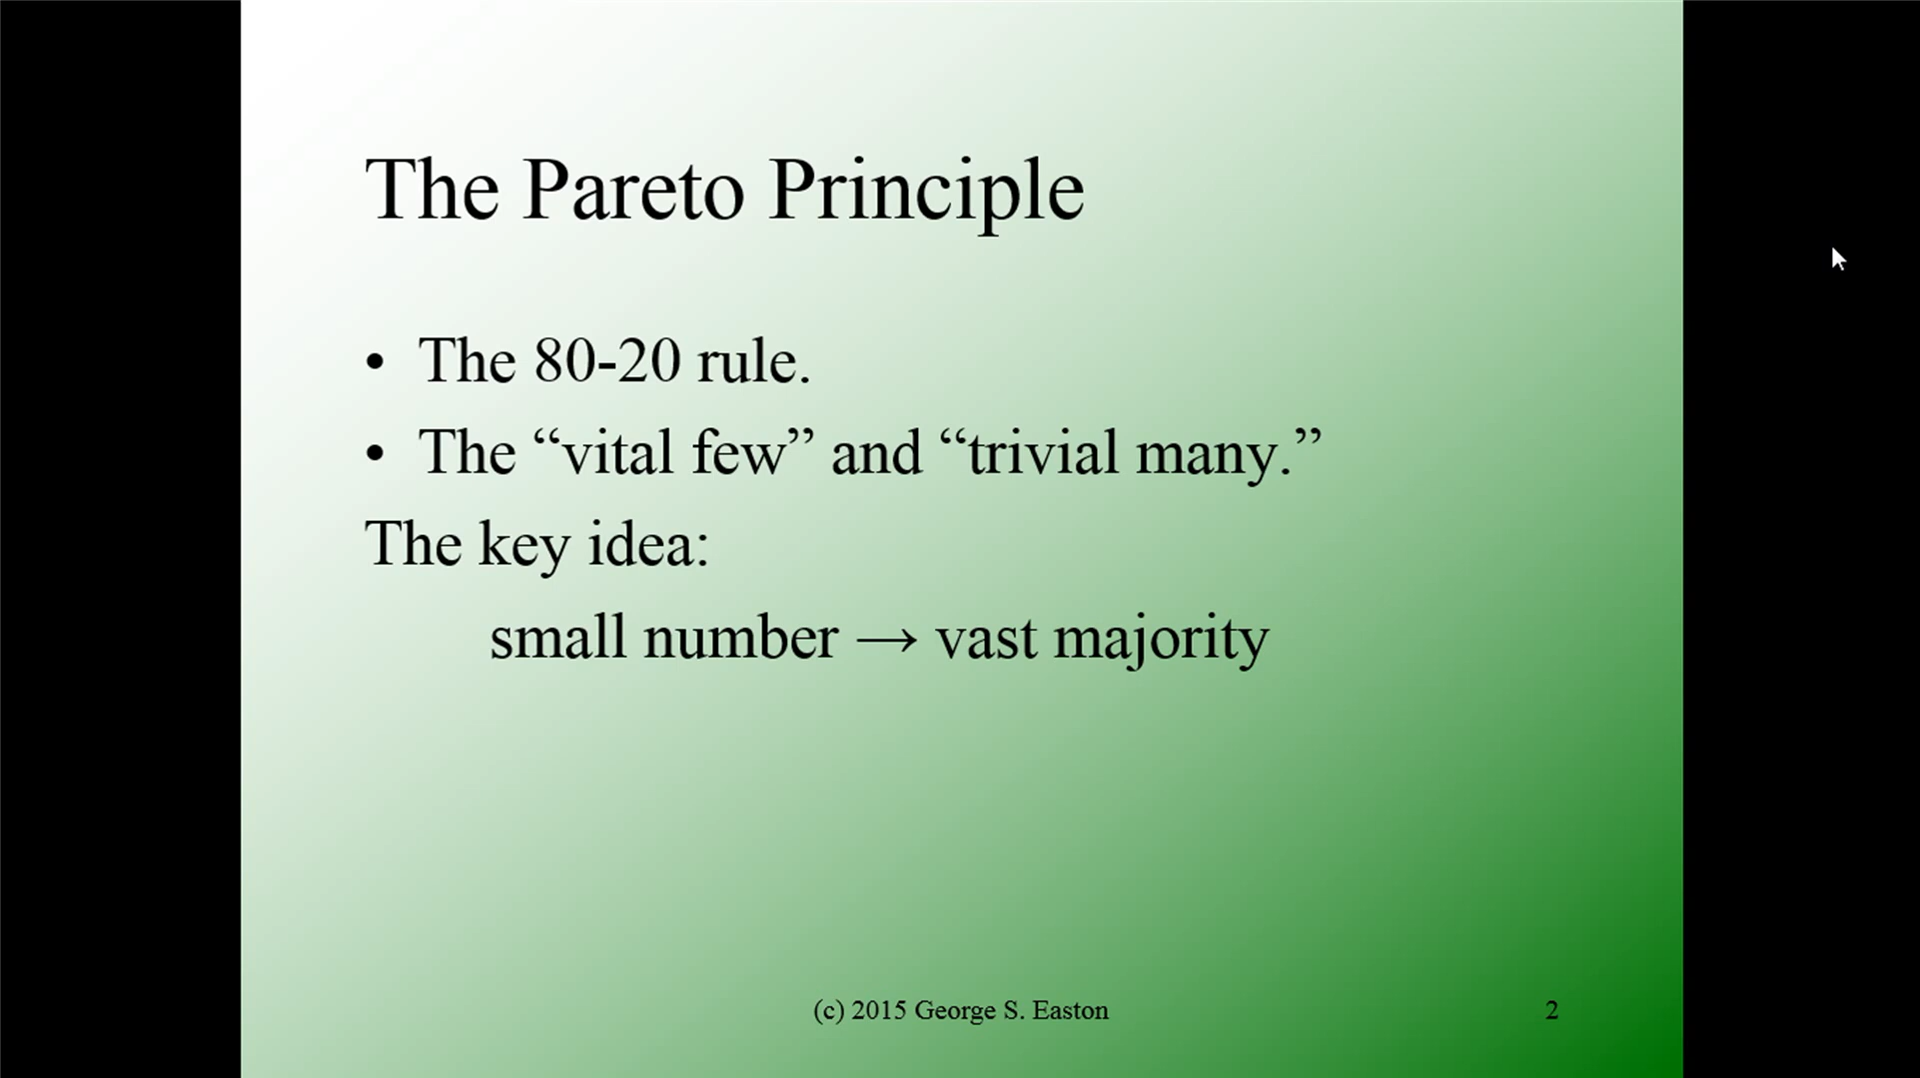 The Pareto Principle
• The 80-20 rule.
• The “vital few” and “trivial many.”
The key idea:
small number → vast majority
(c) 2015 George S. Easton
2